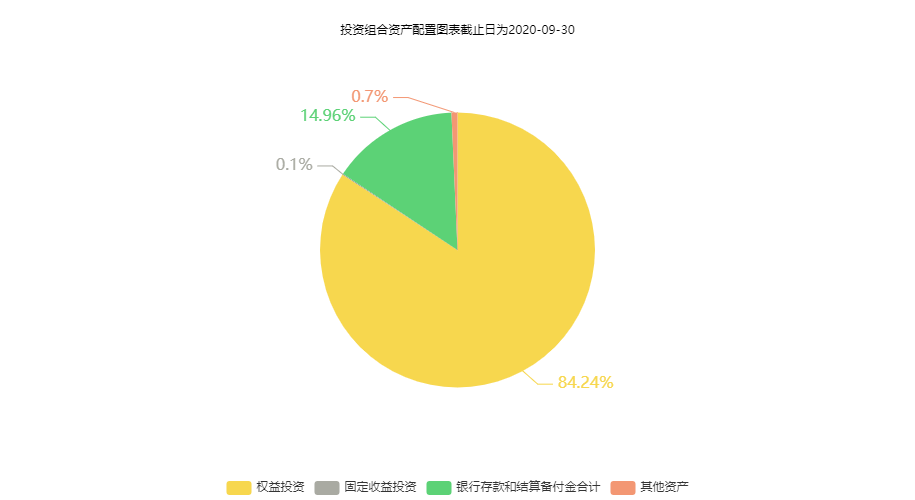 投资组合资产配置图表截止日为2020-09-30
0.7%
14.96%
0.1%
84.24%
权益投资 固定收益投资 银行存款和结算备付金合计 其他资产